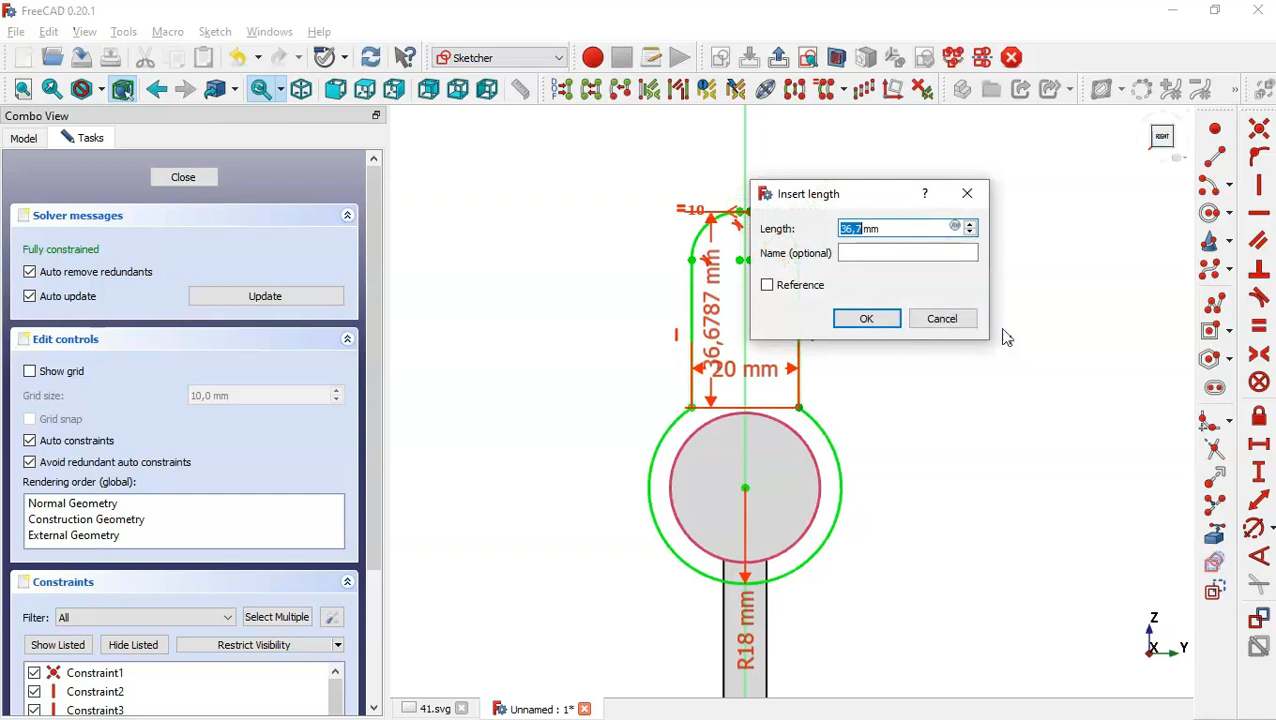 FreeCAD 0.20.1
File Edit View Tools Macro Sketch Windows Help
Sketcher
Combo View
Model Tasks
Close
Solver messages
Fully constrained
Auto remove redundants
Auto update Update
Edit controls
Show grid
Grid size: 10,0 mm
Grid snap
Auto constraints
Avoid redundant auto constraints
Rendering order (global):
Normal Geometry
Construction Geometry
External Geometry
Constraints
Filter: All Select Multiple
Show Listed Hide Listed Restrict Visibility
Constraint1
Constraint2
Constraint3
RIGHT
Insert length
Length: 36,7 mm
Name (optional)
Reference
OK Cancel
=10
36,6787 mm
20 mm
R18 mm
Z
X Y
41.svg Unnamed : 1*